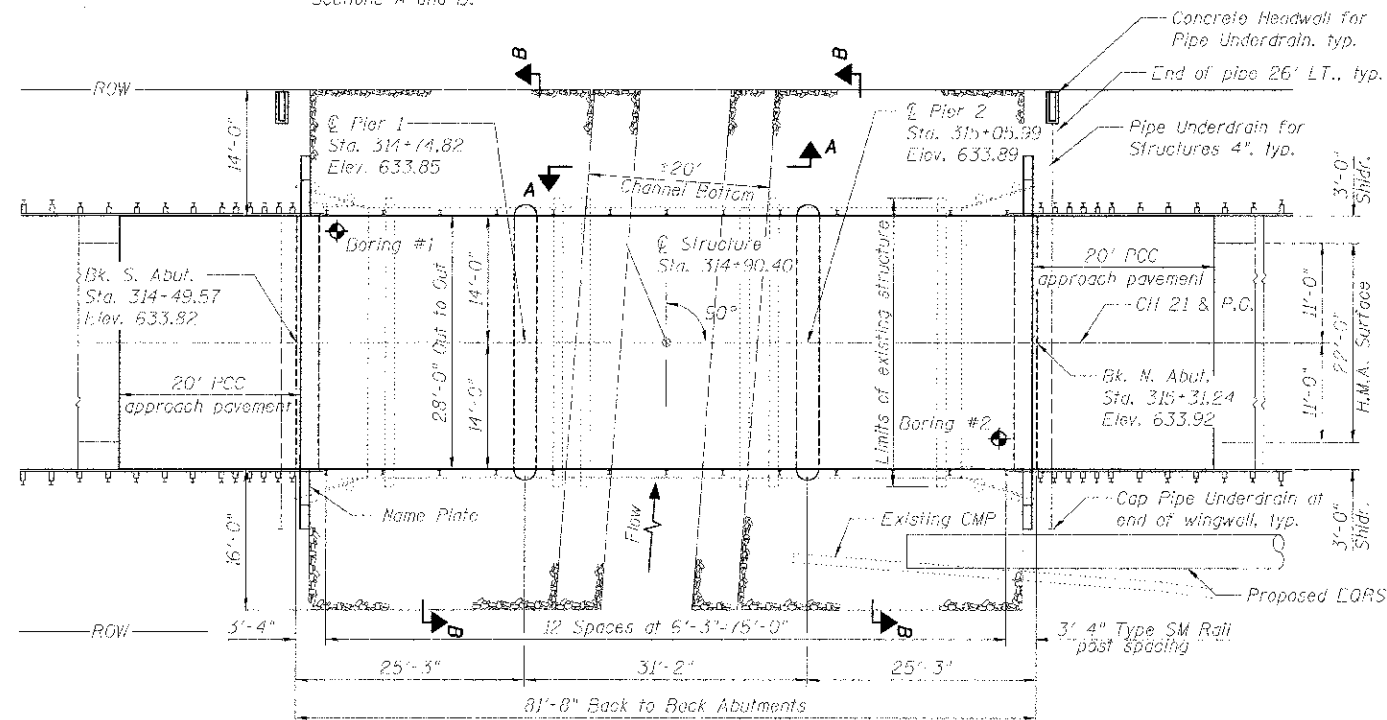 Sections A and B.
Concrete Headwall for
Pipe Underdrain, typ.
End of pipe 26' LT., typ.
Pipe Underdrain for
Structures 4", typ.
ROW
B
B
14'-0"
℄ Pier 1
Sta. 314+74.82
Elev. 633.85
℄ Pier 2
Sta. 315+05.99
Elev. 633.89
A
A
±20'
Channel Bottom
3'-0"
Shldr.
Boring #1
Bk. S. Abut.
Sta. 314+49.57
Elev. 633.82
28'-0" Out to Out
14'-0"
14'-0"
℄ Structure
Sta. 314+90.40
90°
Limits of existing structure
20' PCC
approach pavement
CH 21 & P.G.
11'-0"
11'-0"
22'-0"
H.M.A. Surface
20' PCC
approach pavement
Bk. N. Abut.
Sta. 315+31.24
Elev. 633.92
Boring #2
Name Plate
Flow
Existing CMP
Cap Pipe Underdrain at
end of wingwall, typ.
3'-0"
Shldr.
16'-0"
Proposed EQRS
ROW
B
B
3'-4"
12 Spaces at 6'-3"=75'-0"
3'-4" Type SM Rail
post spacing
25'-3"
31'-2"
25'-3"
81'-8" Back to Back Abutments